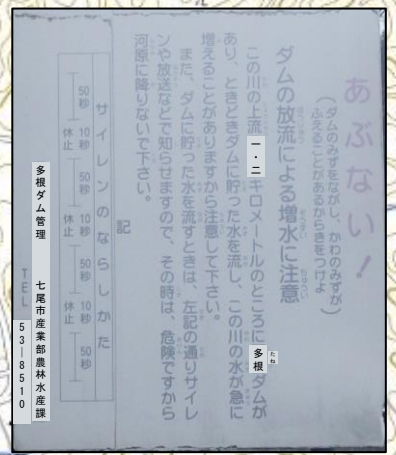 あぶない!
(ダムのみずをながし、かわのみずが
ふえることがあるからきをつけよ)
ダムの放流による増水に注意
この川の上流一・二キロメートルのところに多根ダムが
あり、ときどきダムに貯った水を流し、この川の水が急に
増えることがありますから注意して下さい。
また、ダムに貯った水を流すときは、左記の通りサイレ
ンや放送などで知らせますので、その時は、危険ですから
河原に降りないで下さい。
記
サイレンのならしかた
50秒 10秒休止 50秒 10秒休止 50秒 10秒休止 50秒
多根ダム管理 七尾市産業部農林水産課
TEL 53-8510